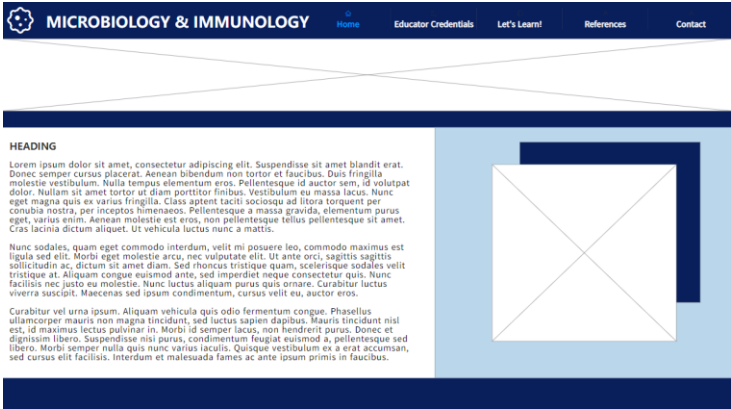 MICROBIOLOGY & IMMUNOLOGY
Home
Educator Credentials
Let's Learn!
References
Contact
HEADING
Lorem ipsum dolor sit amet, consectetur adipiscing elit. Suspendisse sit amet blandit erat.
Donec semper cursus placerat. Aenean bibendum non tortor et faucibus. Duis fringilla
molestie vestibulum. Nulla tempus elementum eros. Pellentesque id auctor sem, id volutpat
dolor. Nullam sit amet tortor ut diam porttitor finibus. Vestibulum eu massa lacus. Nunc
eget magna quis ex varius fringilla. Class aptent taciti sociosqu ad litora torquent per
conubia nostra, per inceptos himenaeos. Pellentesque a massa gravida, elementum purus
eget, varius enim. Aenean molestie est eros, non pellentesque tellus pellentesque sit amet.
Cras lacinia dictum aliquet. Ut vehicula luctus nunc a mattis.
Nunc sodales, quam eget commodo interdum, velit mi posuere leo, commodo maximus est
ligula sed elit. Morbi eget molestie arcu, nec vulputate elit. Ut ante orci, sagittis sagittis
sollicitudin ac, dictum sit amet diam. Sed rhoncus tristique quam, scelerisque sodales velit
tristique at. Aliquam congue euismod ante, sed imperdiet neque consectetur quis. Nunc
facilisis nec justo eu molestie. Nunc luctus aliquam purus quis ornare. Curabitur luctus
viverra suscipit. Maecenas sed ipsum condimentum, cursus velit eu, auctor eros.
Curabitur vel urna ipsum. Aliquam vehicula quis odio fermentum congue. Phasellus
ullamcorper mauris non magna tincidunt, sed luctus sapien dapibus. Mauris tincidunt nisl
est, id maximus lectus pulvinar in. Morbi id semper lacus, non hendrerit purus. Donec et
dignissim libero. Suspendisse nisi purus, condimentum feugiat euismod a, pellentesque sed
libero. Morbi semper nulla quis nunc varius iaculis. Quisque vestibulum ex a erat accumsan,
sed cursus elit facilisis. Interdum et malesuada fames ac ante ipsum primis in faucibus.